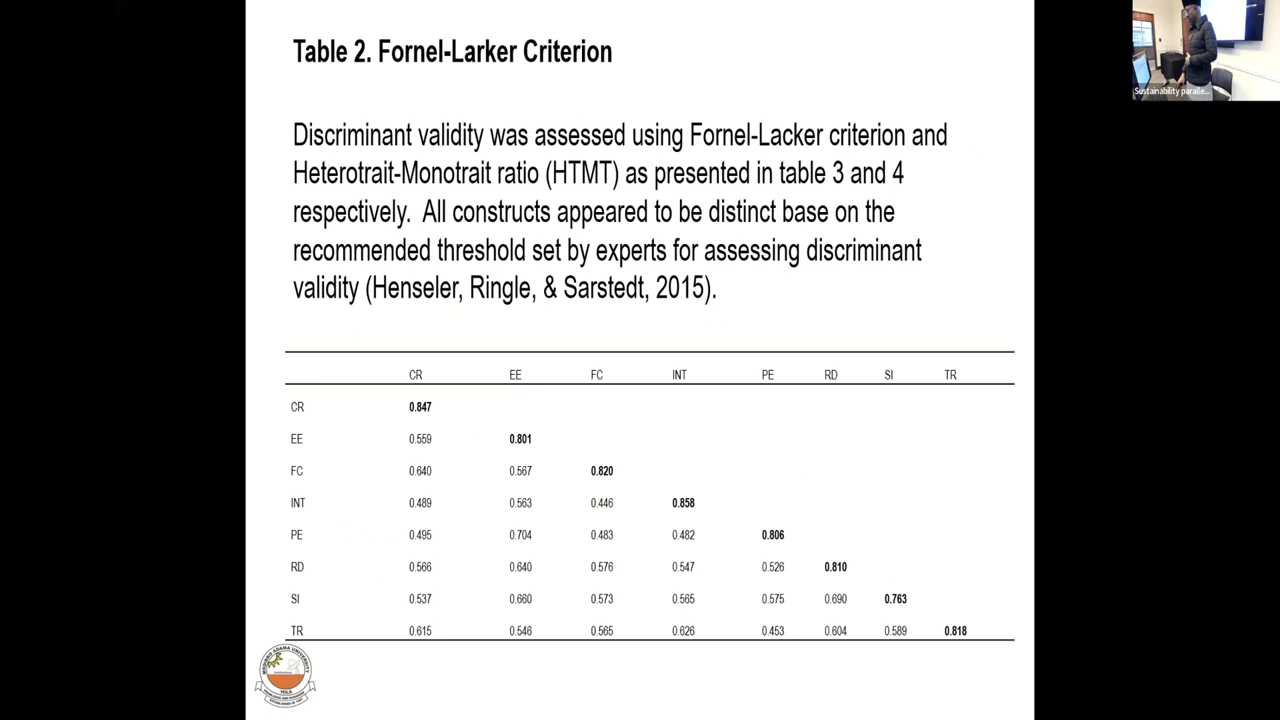 Table 2. Fornel-Larker Criterion
Discriminant validity was assessed using Fornel-Lacker criterion and
Heterotrait-Monotrait ratio (HTMT) as presented in table 3 and 4
respectively. All constructs appeared to be distinct base on the
recommended threshold set by experts for assessing discriminant
validity (Henseler, Ringle, & Sarstedt, 2015).
CR EE FC INT PE RD SI TR
CR 0.847
EE 0.559 0.801
FC 0.640 0.567 0.820
INT 0.489 0.563 0.446 0.858
PE 0.495 0.704 0.483 0.482 0.806
RD 0.566 0.640 0.576 0.547 0.526 0.810
SI 0.537 0.660 0.573 0.565 0.575 0.690 0.763
TR 0.615 0.546 0.565 0.626 0.453 0.604 0.589 0.818
Sustainability paralle...
MODIBBO ADAMA UNIVERSITY
YOLA